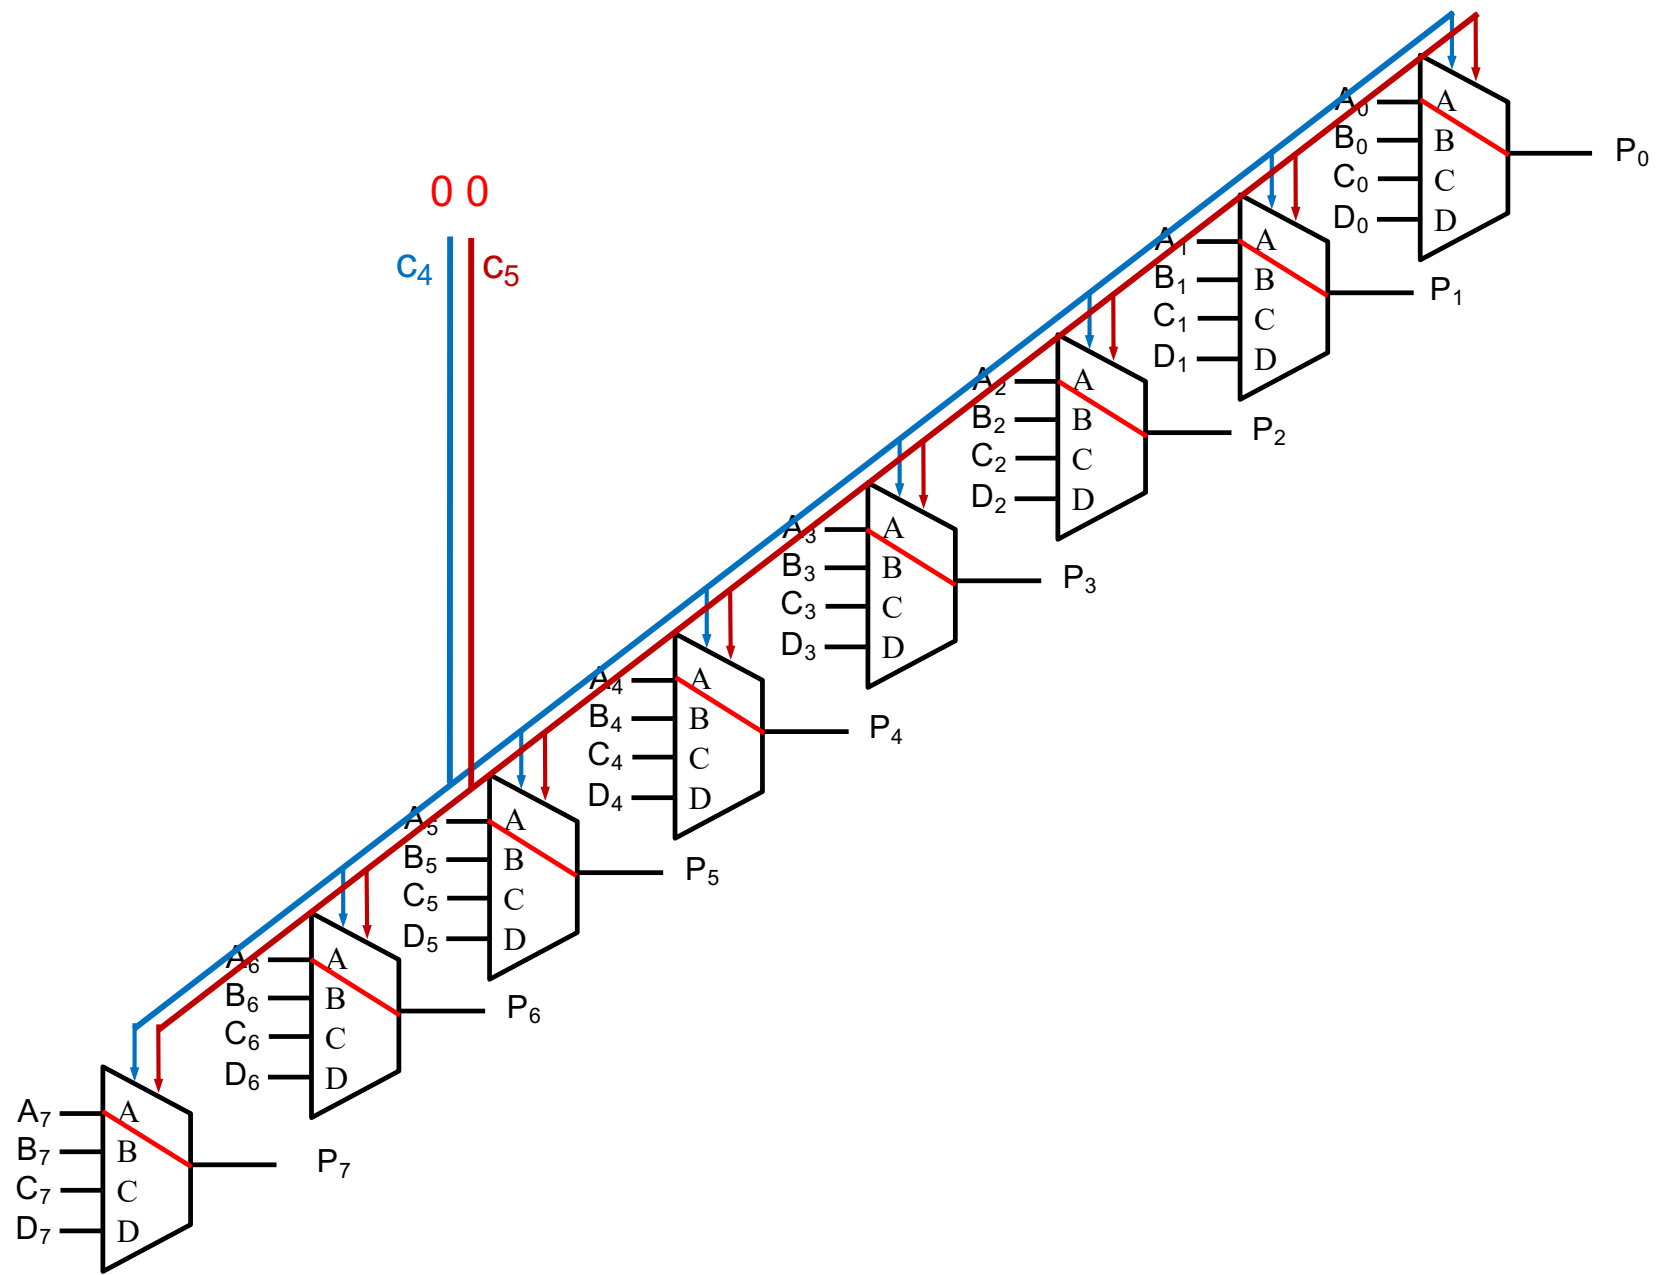 0 0
c4 c5
A0 A
B0 B P0
C0 C
D0 D
A1 A
B1 B P1
C1 C
D1 D
A2 A
B2 B P2
C2 C
D2 D
A3 A
B3 B P3
C3 C
D3 D
A4 A
B4 B P4
C4 C
D4 D
A5 A
B5 B P5
C5 C
D5 D
A6 A
B6 B P6
C6 C
D6 D
A7 A
B7 B P7
C7 C
D7 D